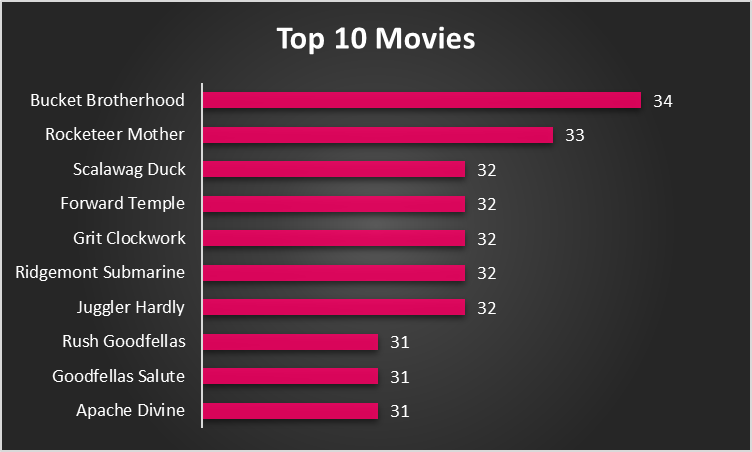 Top 10 Movies
Bucket Brotherhood 34
Rocketeer Mother 33
Scalawag Duck 32
Forward Temple 32
Grit Clockwork 32
Ridgemont Submarine 32
Juggler Hardly 32
Rush Goodfellas 31
Goodfellas Salute 31
Apache Divine 31